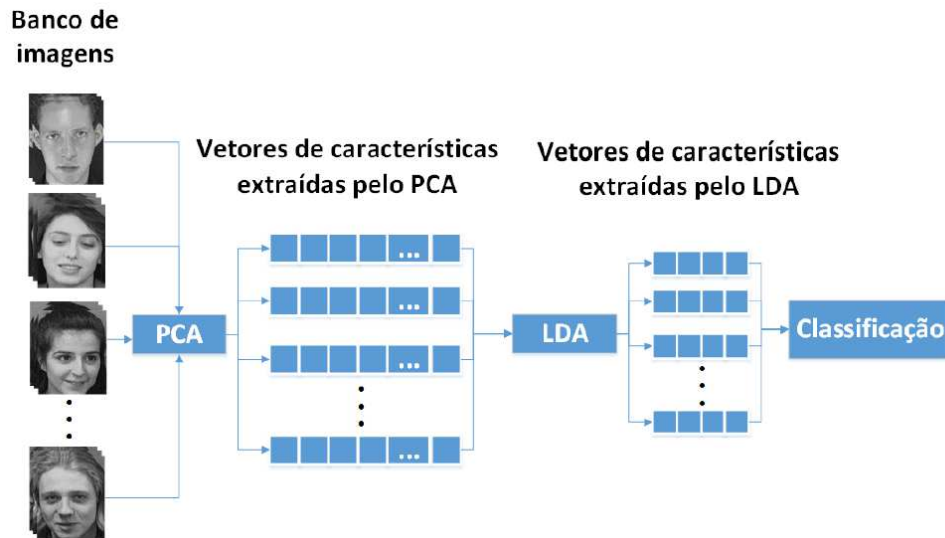 Banco de
imagens
Vetores de características
extraídas pelo PCA
Vetores de características
extraídas pelo LDA
...
...
PCA
LDA
Classificação
...
...